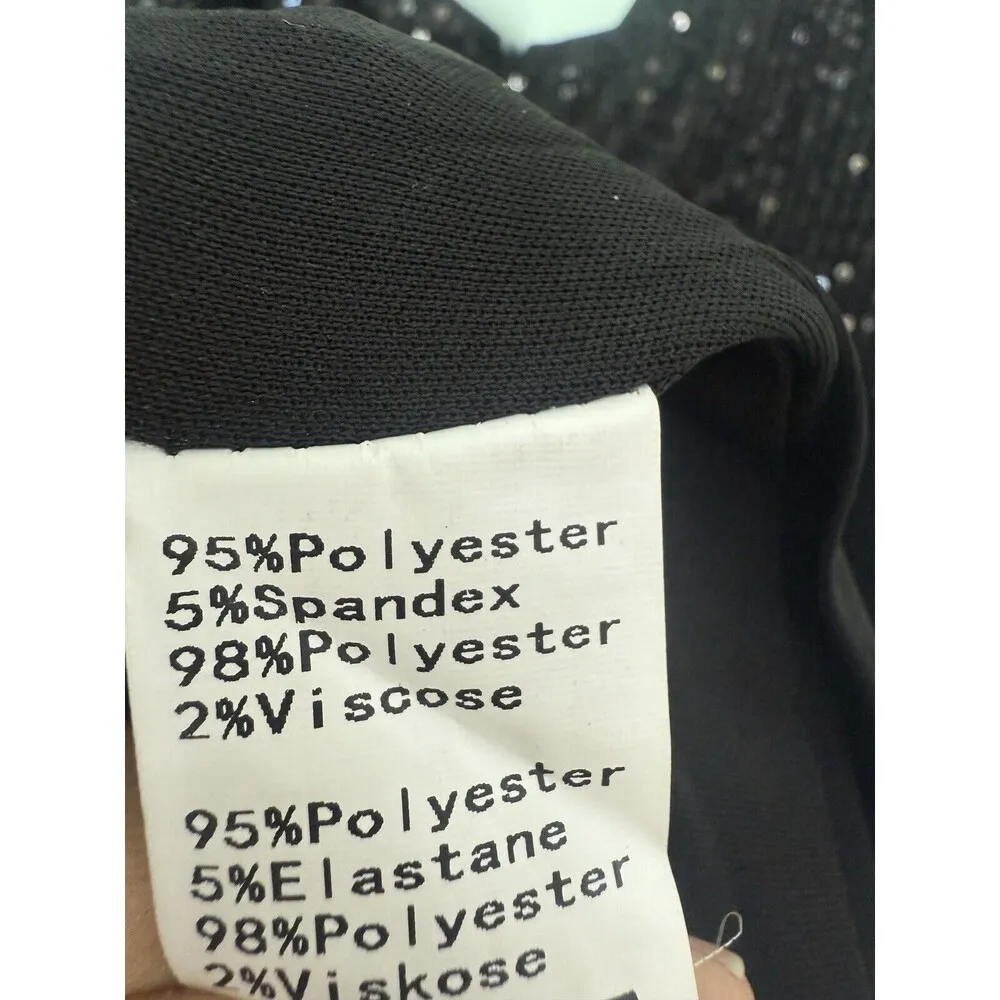 95%Polyester
5%Spandex
98%Polyester
2%Viscose
95%Polyester
5%Elastane
98%Polyester
2%Viskose